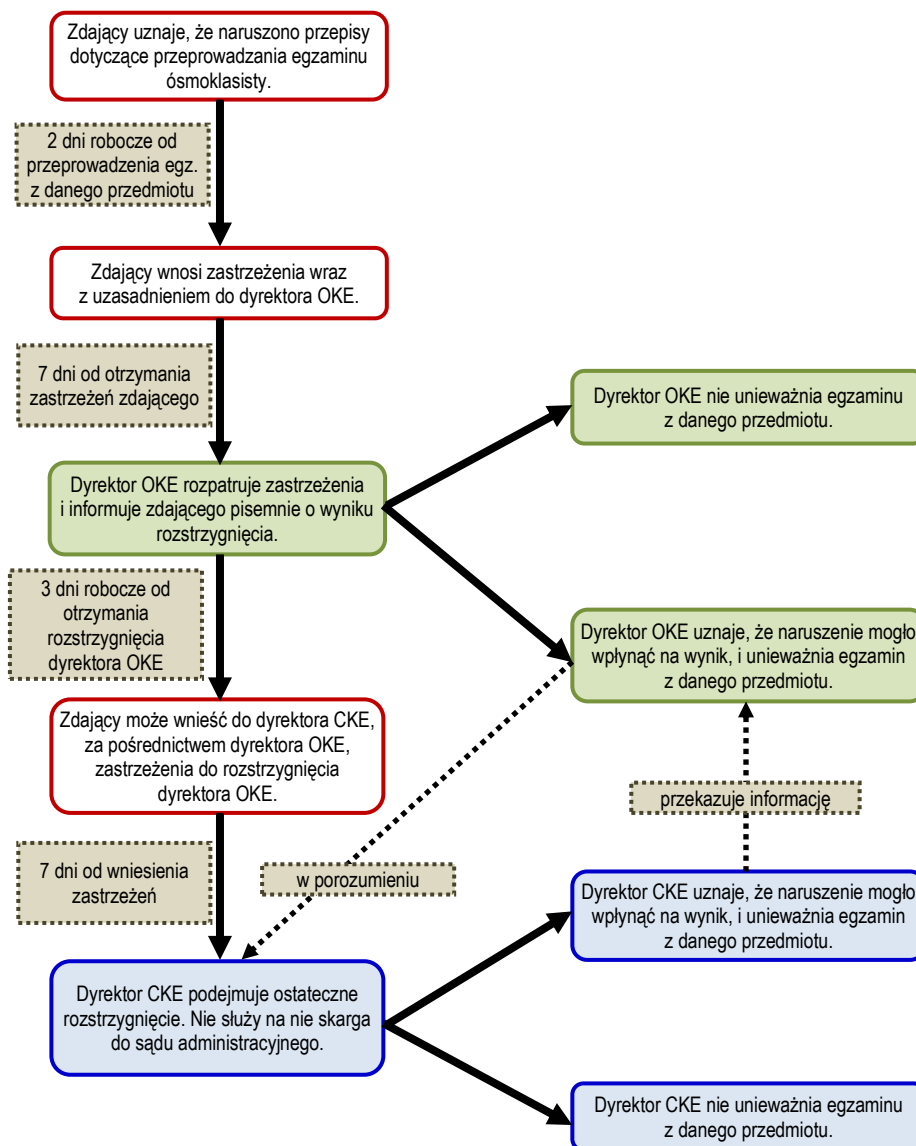 Zdający uznaje, że naruszono przepisy
dotyczące przeprowadzania egzaminu
ósmoklasisty.
2 dni robocze od
przeprowadzenia egz.
z danego przedmiotu
Zdający wnosi zastrzeżenia wraz
z uzasadnieniem do dyrektora OKE.
7 dni od otrzymania
zastrzeżeń zdającego
Dyrektor OKE nie unieważnia egzaminu
z danego przedmiotu.
Dyrektor OKE rozpatruje zastrzeżenia
i informuje zdającego pisemnie o wyniku
rozstrzygnięcia.
3 dni robocze od
otrzymania
rozstrzygnięcia
dyrektora OKE
Dyrektor OKE uznaje, że naruszenie mogło
wpłynąć na wynik, i unieważnia egzamin
z danego przedmiotu.
Zdający może wnieść do dyrektora CKE,
za pośrednictwem dyrektora OKE,
zastrzeżenia do rozstrzygnięcia
dyrektora OKE.
przekazuje informację
7 dni od wniesienia
zastrzeżeń
w porozumieniu
Dyrektor CKE uznaje, że naruszenie mogło
wpłynąć na wynik, i unieważnia egzamin
z danego przedmiotu.
Dyrektor CKE podejmuje ostateczne
rozstrzygnięcie. Nie służy na nie skarga
do sądu administracyjnego.
Dyrektor CKE nie unieważnia egzaminu
z danego przedmiotu.